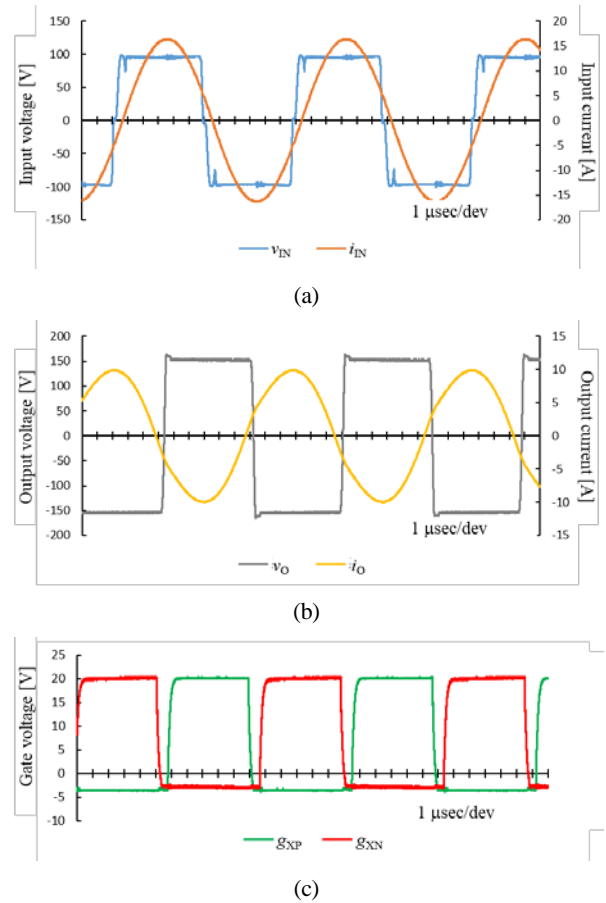 150
100
50
0
-50
-100
-150
Input voltage [V]
20
15
10
5
0
-5
-10
-15
-20
Input current [A]
1 μsec/dev
vIN iIN
(a)
200
150
100
50
0
-50
-100
-150
-200
Output voltage [V]
15
10
5
0
-5
-10
-15
Output current [A]
1 μsec/dev
vO iO
(b)
25
20
15
10
5
0
-5
-10
Gate voltage [V]
1 μsec/dev
gXP gXN
(c)